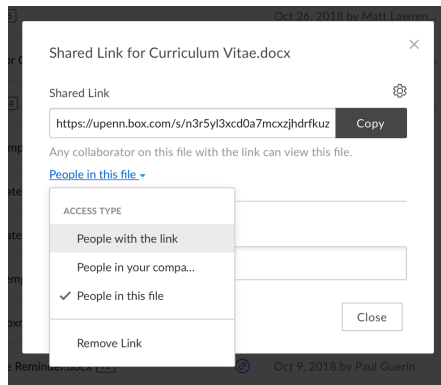 Oct 26, 2018 by Matt Lawren
Shared Link for Curriculum Vitae.docx
Shared Link
https://upenn.box.com/s/n3r5yl3xcd0a7mcxzjhdrfkuz
Copy
Any collaborator on this file with the link can view this file.
People in this file
ACCESS TYPE
People with the link
People in your compa...
People in this file
Remove Link
Close
Reminder.docx V2
Oct 9, 2018 by Paul Guerin